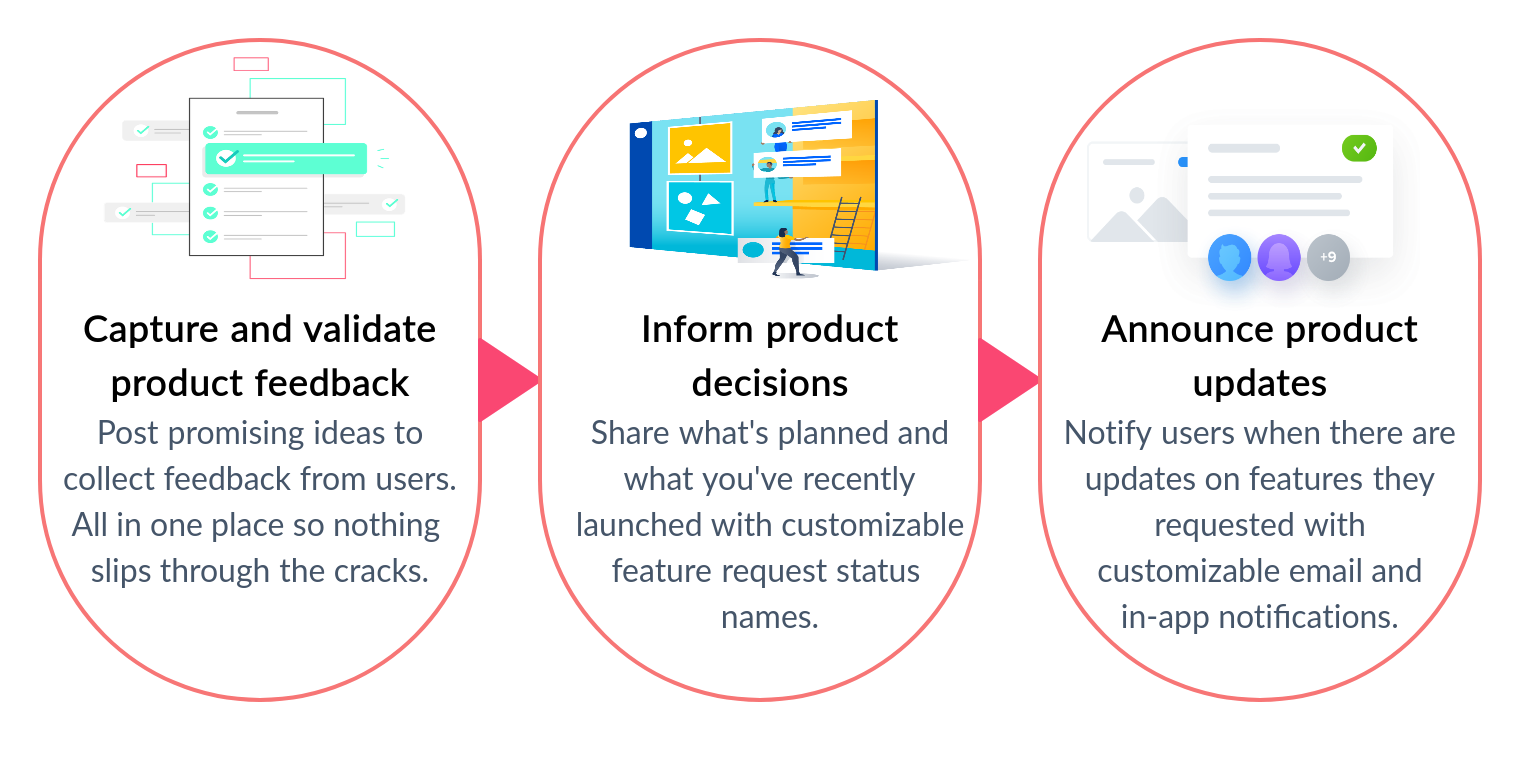 Capture and validate
product feedback
Post promising ideas to
collect feedback from users.
All in one place so nothing
slips through the cracks.
Inform product
decisions
Share what's planned and
what you've recently
launched with customizable
feature request status
names.
+9
Announce product
updates
Notify users when there are
updates on features they
requested with
customizable email and
in-app notifications.